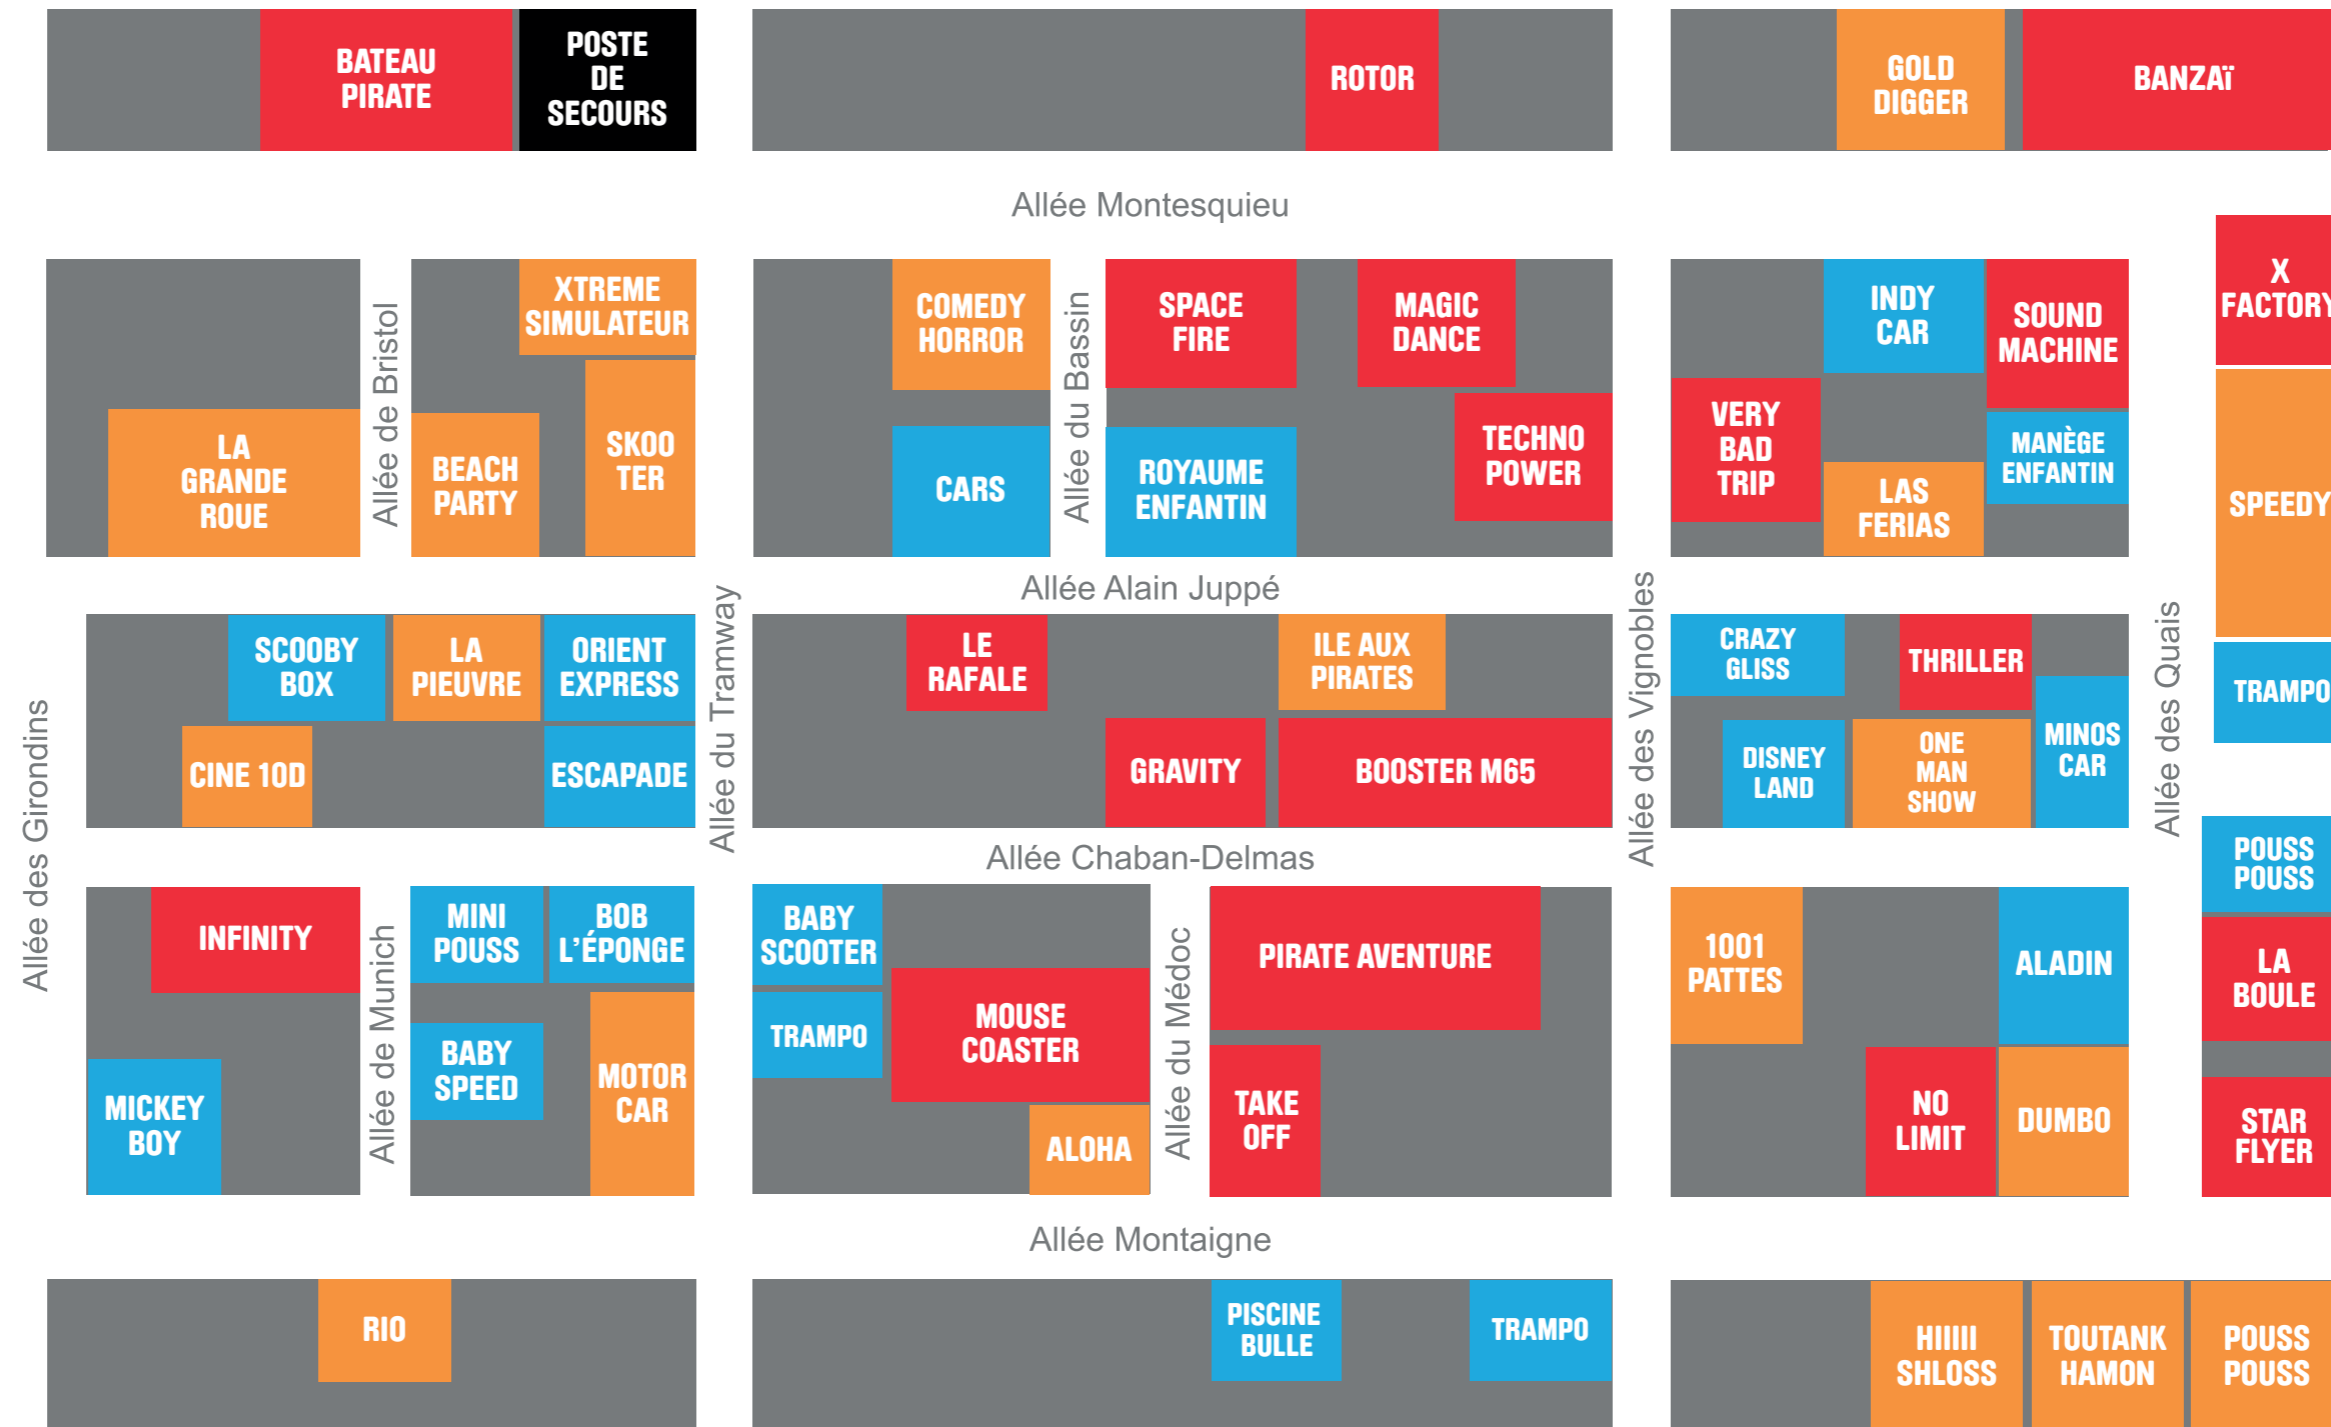 BATEAU
PIRATE
POSTE
DE
SECOURS
ROTOR
GOLD
DIGGER
BANZAÏ
Allée Montesquieu
XTREME
SIMULATEUR
LA
GRANDE
ROUE
Allée de Bristol
BEACH
PARTY
SKOO
TER
COMEDY
HORROR
CARS
Allée du Bassin
SPACE
FIRE
MAGIC
DANCE
ROYAUME
ENFANTIN
TECHNO
POWER
INDY
CAR
SOUND
MACHINE
VERY
BAD
TRIP
LAS
FERIAS
MANÈGE
ENFANTIN
X
FACTORY
SPEEDY
TRAMPO
Allée Alain Juppé
Allée des Girondins
SCOOBY
BOX
LA
PIEUVRE
ORIENT
EXPRESS
CINE 10D
ESCAPADE
Allée du Tramway
LE
RAFALE
ILE AUX
PIRATES
GRAVITY
BOOSTER M65
Allée des Vignobles
CRAZY
GLISS
THRILLER
DISNEY
LAND
ONE
MAN
SHOW
MINOS
CAR
Allée des Quais
Allée Chaban-Delmas
INFINITY
MICKEY
BOY
Allée de Munich
MINI
POUSS
BOB
L'ÉPONGE
BABY
SPEED
MOTOR
CAR
BABY
SCOOTER
TRAMPO
MOUSE
COASTER
ALOHA
Allée du Médoc
PIRATE AVENTURE
TAKE
OFF
1001
PATTES
ALADIN
NO
LIMIT
DUMBO
POUSS
POUSS
LA
BOULE
STAR
FLYER
Allée Montaigne
RIO
PISCINE
BULLE
TRAMPO
HIIIII
SHLOSS
TOUTANK
HAMON
POUSS
POUSS